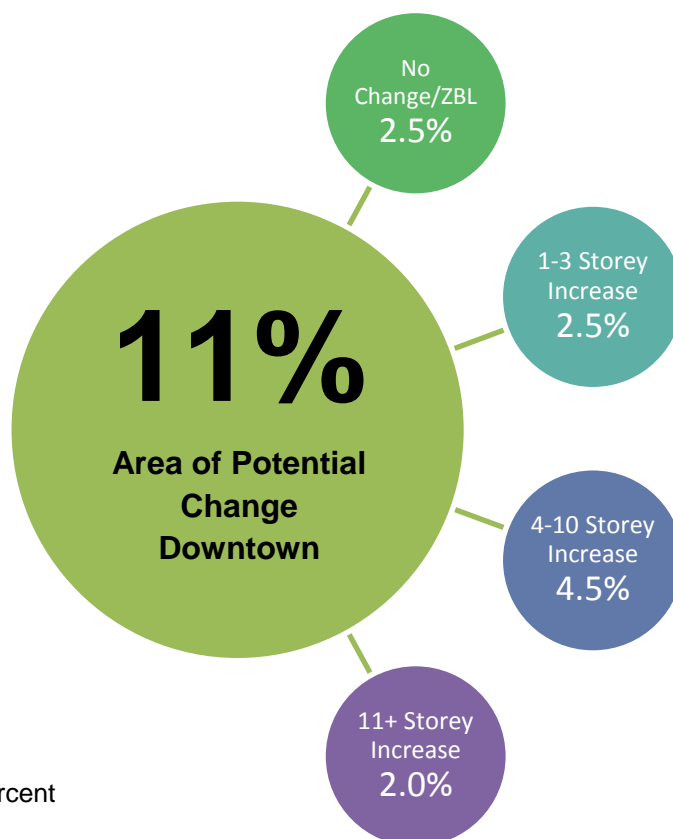 No
Change/ZBL
2.5%
11%
Area of Potential
Change
Downtown
1-3 Storey
Increase
2.5%
4-10 Storey
Increase
4.5%
11+ Storey
Increase
2.0%